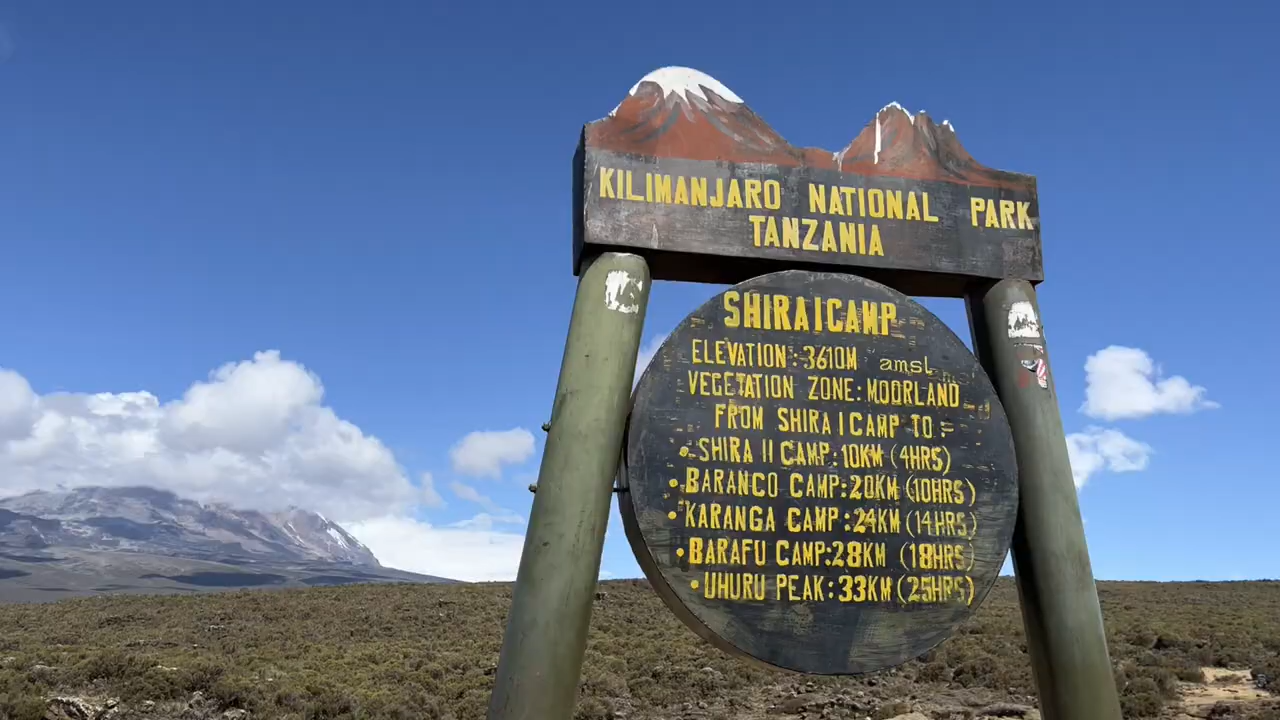 KILIMANJARO NATIONAL PARK
TANZANIA
SHIRA I CAMP
ELEVATION: 3610M amsl
VEGETATION ZONE: MOORLAND
FROM SHIRA I CAMP TO:
• SHIRA II CAMP: 10KM (4HRS)
• BARANCO CAMP: 20KM (10HRS)
• KARANGA CAMP: 24KM (14HRS)
• BARAFU CAMP: 28KM (18HRS)
• UHURU PEAK: 33KM (25HRS)